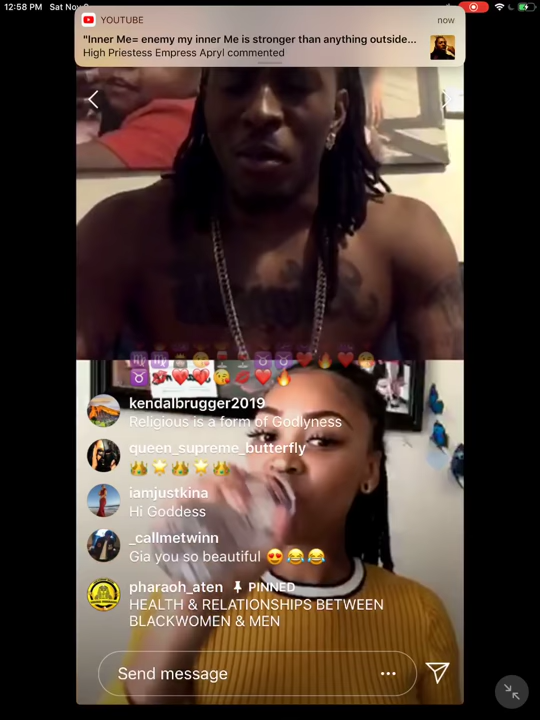 12:58 PM Sat Nov
YOUTUBE
now
"Inner Me= enemy my inner Me is stronger than anything outside...
High Priestess Empress Apryl commented
kendalbrugger2019
Religious is a form of Godlyness
queen_supreme_butterfly
iamjustkina
Hi Goddess
_callmetwinn
Gia you so beautiful 😍😂😂
pharaoh_aten PINNED
HEALTH & RELATIONSHIPS BETWEEN
BLACKWOMEN & MEN
Send message